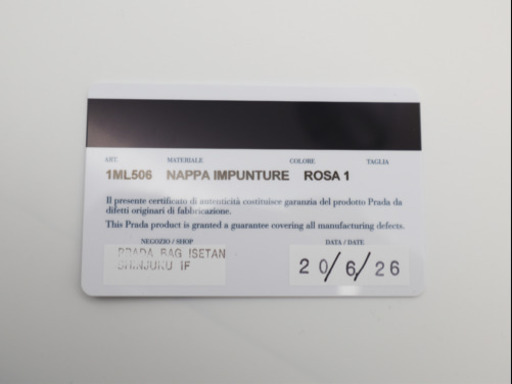 ART. MATERIALE COLORE TAGLIA
1ML506 NAPPA IMPUNTURE ROSA 1
Il presente certificato di autenticità costituisce garanzia del prodotto Prada da
difetti originari di fabbricazione.
This Prada product is granted a guarantee covering all manufacturing defects.
NEGOZIO / SHOP DATA / DATE
PRADA BAG ISETAN
SHINJUKU 1F
20/6/26